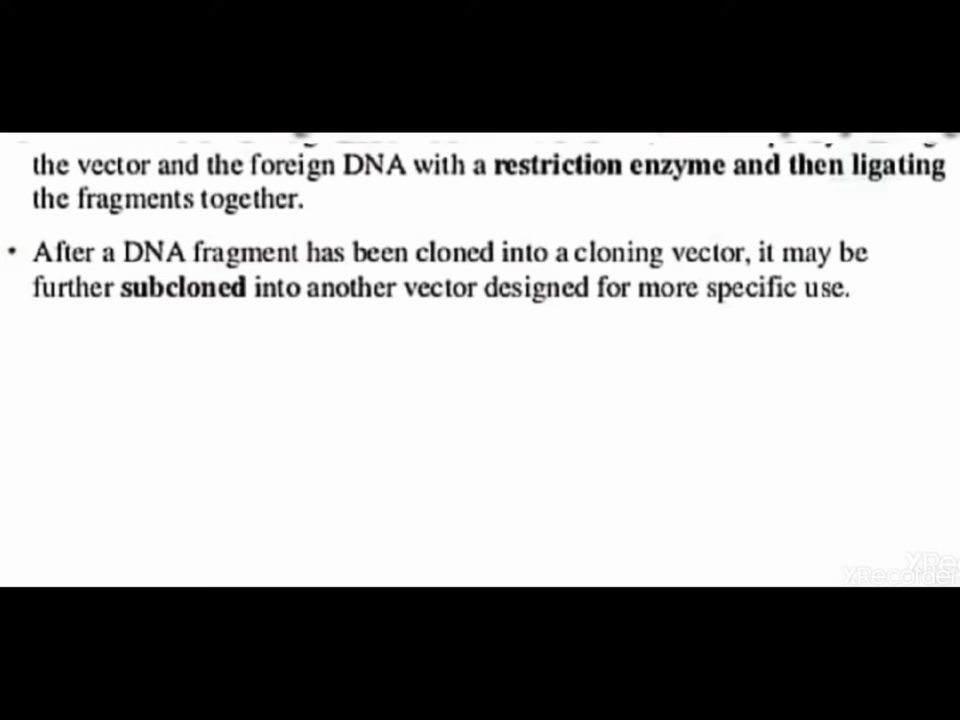 the vector and the foreign DNA with a restriction enzyme and then ligating
the fragments together.
• After a DNA fragment has been cloned into a cloning vector, it may be
further subcloned into another vector designed for more specific use.
XRecorder